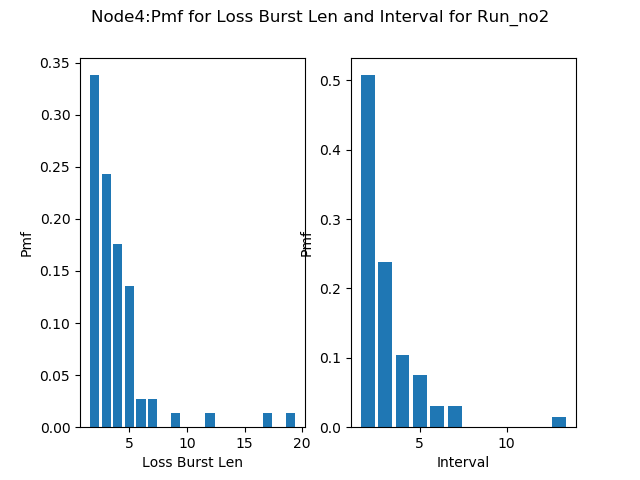 Node4:Pmf for Loss Burst Len and Interval for Run_no2
0.35
0.30
0.25
0.20
0.15
0.10
0.05
0.00
Pmf
5 10 15 20
Loss Burst Len
0.5
0.4
0.3
0.2
0.1
0.0
Pmf
5 10
Interval